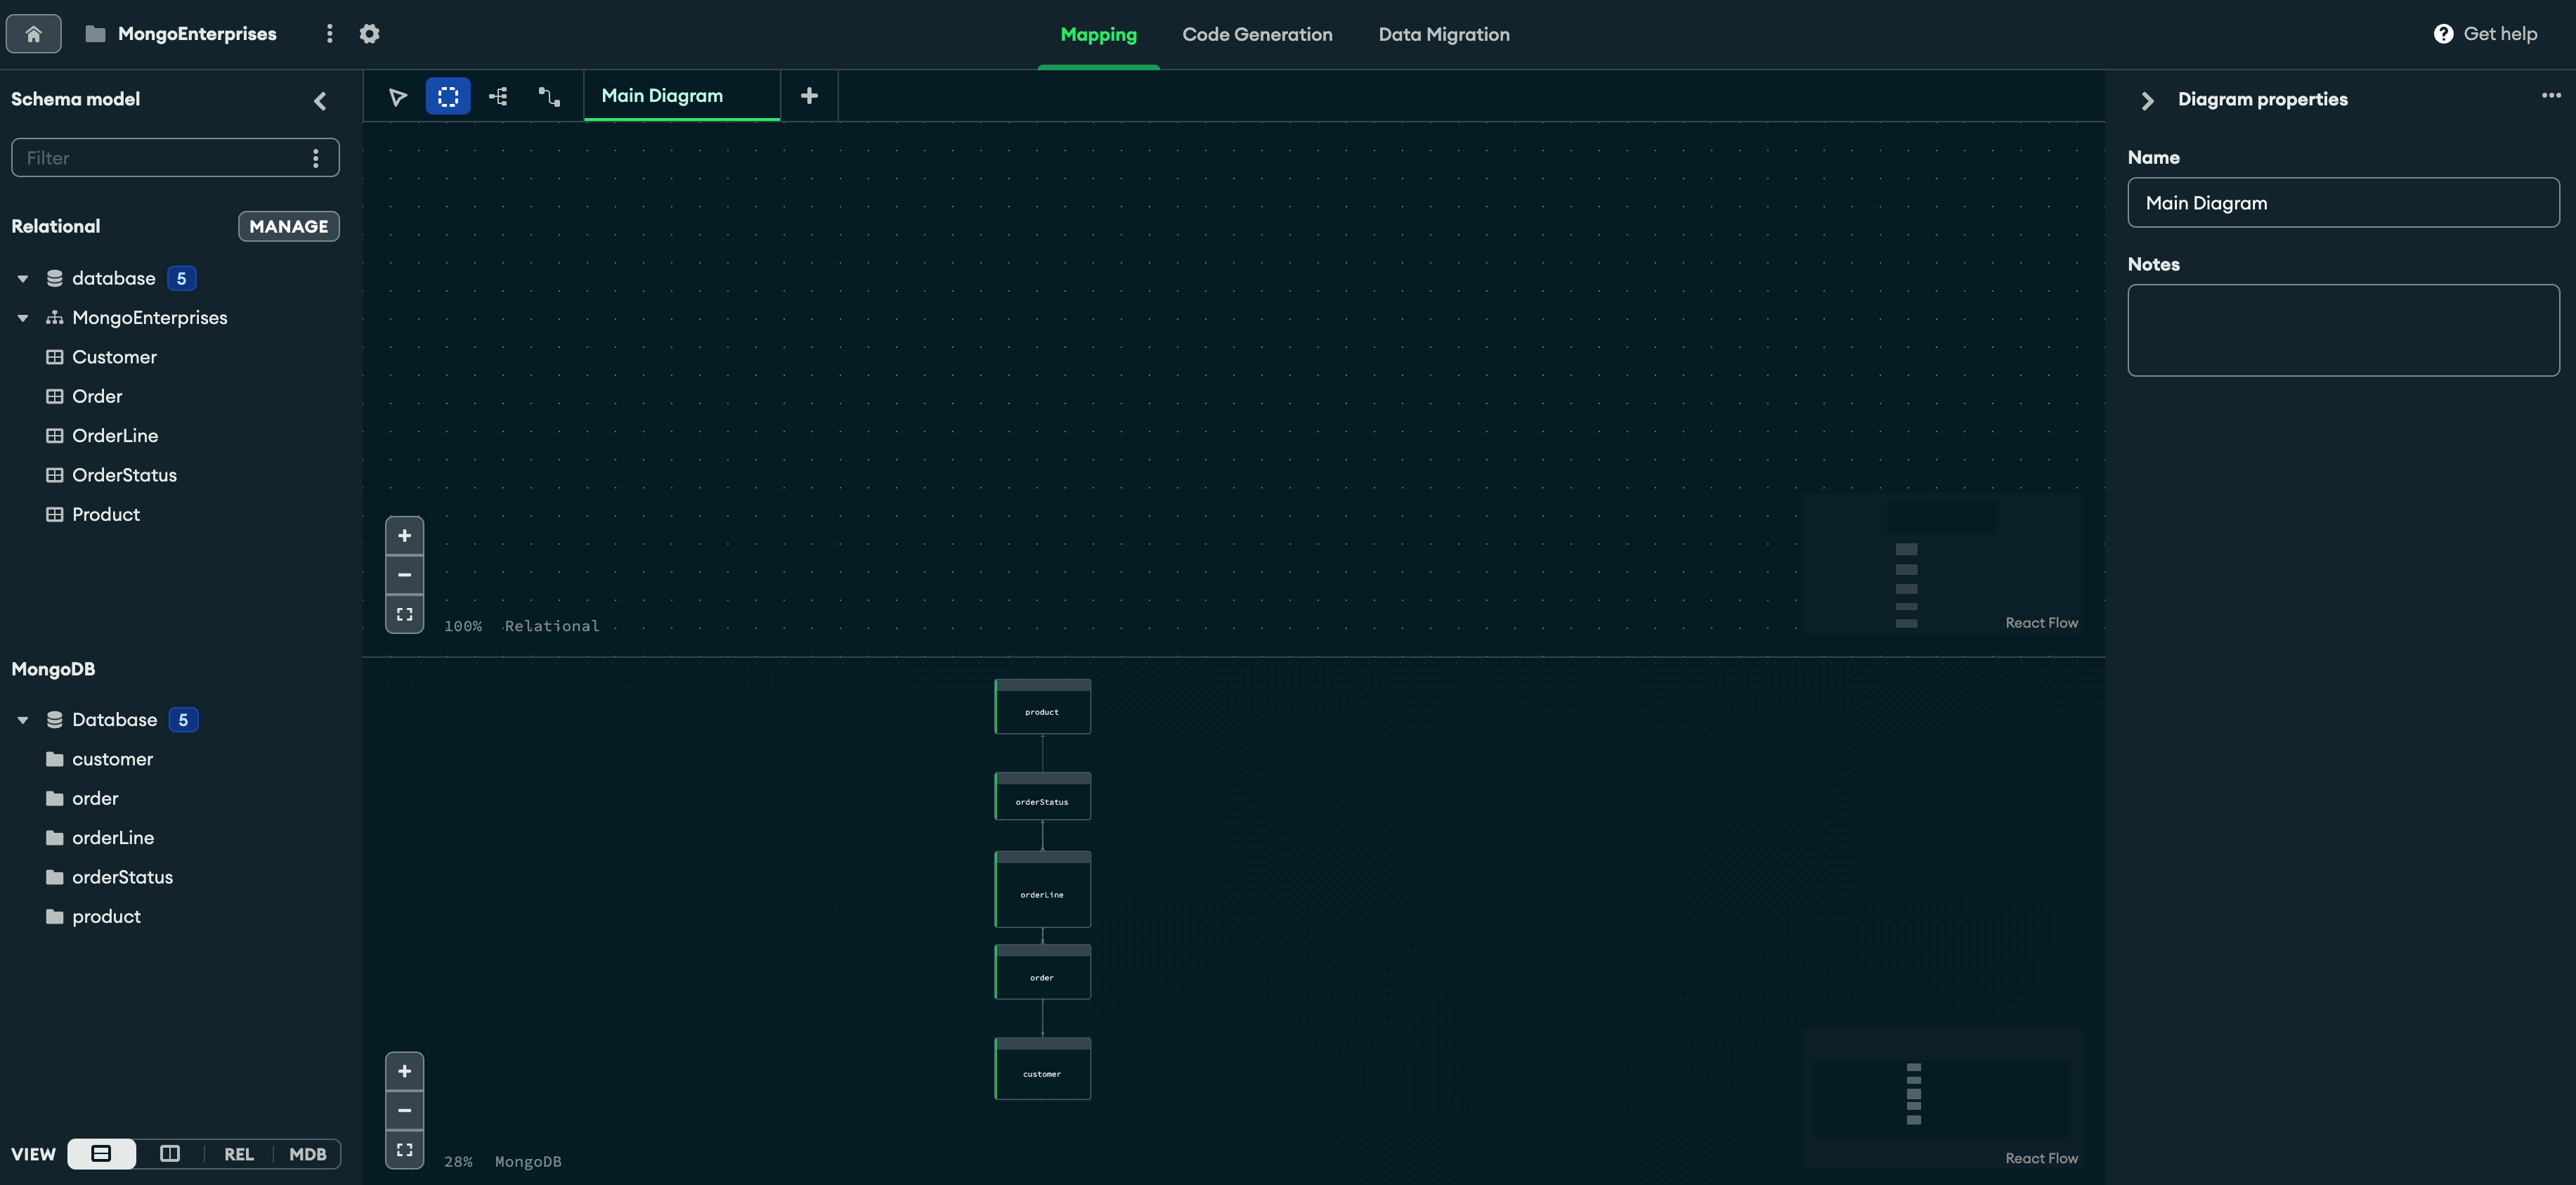 MongoEnterprises
Mapping
Code Generation
Data Migration
Get help
Schema model
Filter
Relational
MANAGE
database 5
MongoEnterprises
Customer
Order
OrderLine
OrderStatus
Product
MongoDB
Database 5
customer
order
orderLine
orderStatus
product
VIEW
REL
MDB
Main Diagram
100% Relational
React Flow
product
orderStatus
orderLine
order
customer
28% MongoDB
React Flow
Diagram properties
Name
Main Diagram
Notes